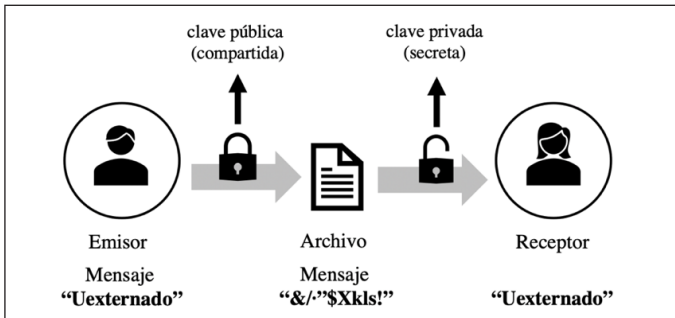 clave pública
(compartida)
clave privada
(secreta)
Emisor
Archivo
Receptor
Mensaje
“Uexternado”
Mensaje
“&/·”$Xkls!”
“Uexternado”